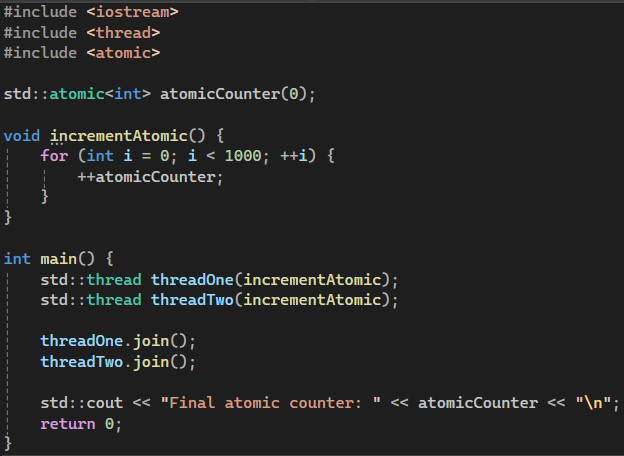 #include <iostream>
#include <thread>
#include <atomic>

std::atomic<int> atomicCounter(0);

void incrementAtomic() {
    for (int i = 0; i < 1000; ++i) {
        ++atomicCounter;
    }
}

int main() {
    std::thread threadOne(incrementAtomic);
    std::thread threadTwo(incrementAtomic);

    threadOne.join();
    threadTwo.join();

    std::cout << "Final atomic counter: " << atomicCounter << "\n";
    return 0;
}